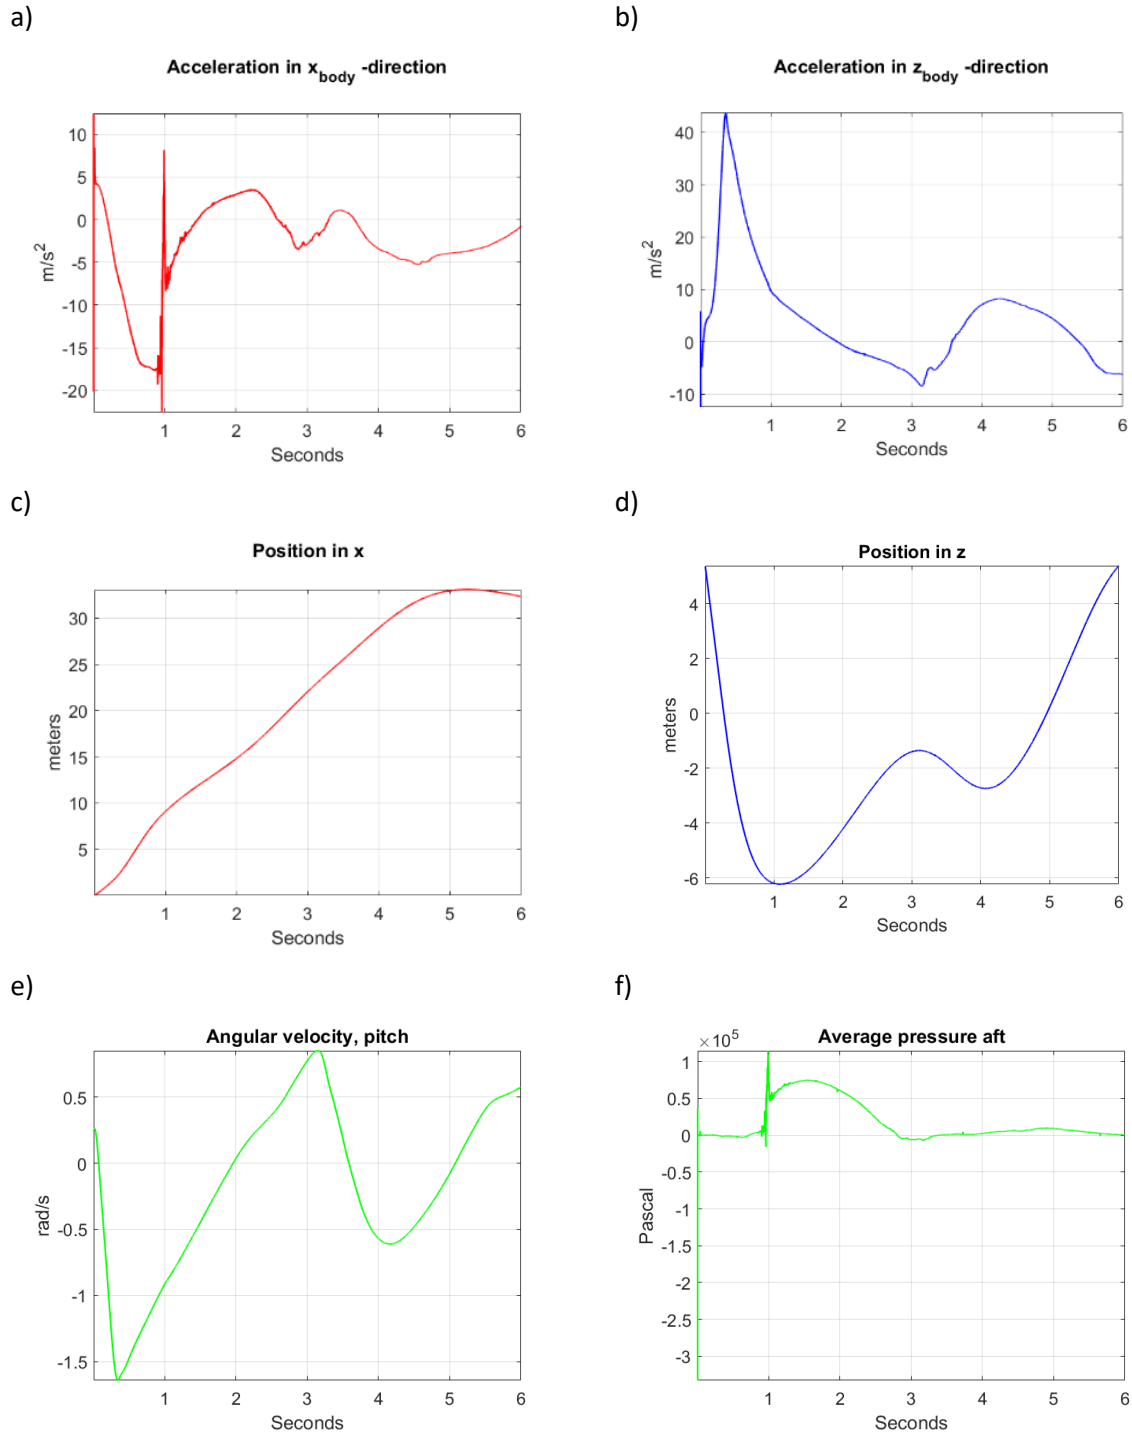 a)
Acceleration in x_body -direction
10
5
0
-5
-10
-15
-20
m/s²
1 2 3 4 5 6
Seconds
b)
Acceleration in z_body -direction
40
30
20
10
0
-10
m/s²
1 2 3 4 5 6
Seconds
c)
Position in x
30
25
20
15
10
5
meters
1 2 3 4 5 6
Seconds
d)
Position in z
4
2
0
-2
-4
-6
meters
1 2 3 4 5 6
Seconds
e)
Angular velocity, pitch
0.5
0
-0.5
-1
-1.5
rad/s
1 2 3 4 5 6
Seconds
f)
Average pressure aft
×10⁵
1
0.5
0
-0.5
-1
-1.5
-2
-2.5
-3
Pascal
1 2 3 4 5 6
Seconds